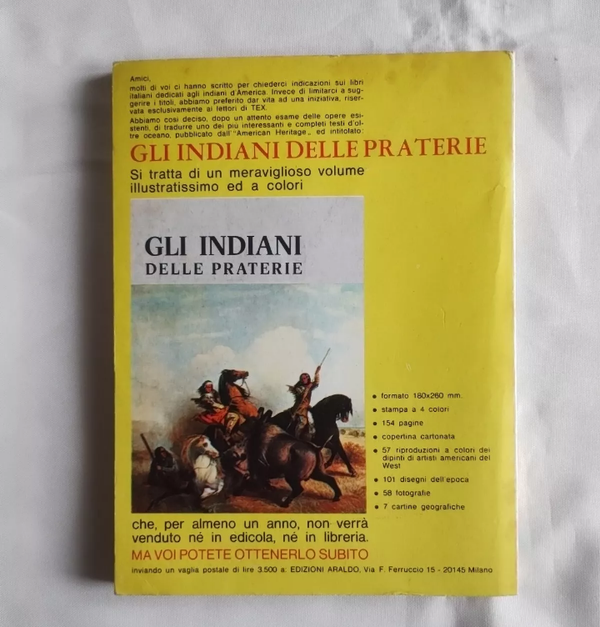 Amici,
molti di voi ci hanno scritto per chiederci indicazioni sui libri
italiani dedicati agli indiani d'America. Invece di limitarci a sug-
gerire i titoli, abbiamo preferito dar vita ad una iniziativa, riser-
vata esclusivamente ai lettori di TEX.
Abbiamo così deciso, dopo un attento esame delle opere esi-
stenti, di tradurre uno dei più interessanti e completi testi d'ol-
tre oceano, pubblicato dall'"American Heritage", ed intitolato:
GLI INDIANI DELLE PRATERIE
Si tratta di un meraviglioso volume
illustratissimo ed a colori
GLI INDIANI
DELLE PRATERIE
• formato 180x260 mm.
• stampa a 4 colori
• 154 pagine
• copertina cartonata
• 57 riproduzioni a colori dei
dipinti di artisti americani del
West
• 101 disegni dell'epoca
• 58 fotografie
• 7 cartine geografiche
che, per almeno un anno, non verrà
venduto né in edicola, né in libreria.
MA VOI POTETE OTTENERLO SUBITO
inviando un vaglia postale di lire 3.500 a: EDIZIONI ARALDO, Via F. Ferruccio 15 - 20145 Milano